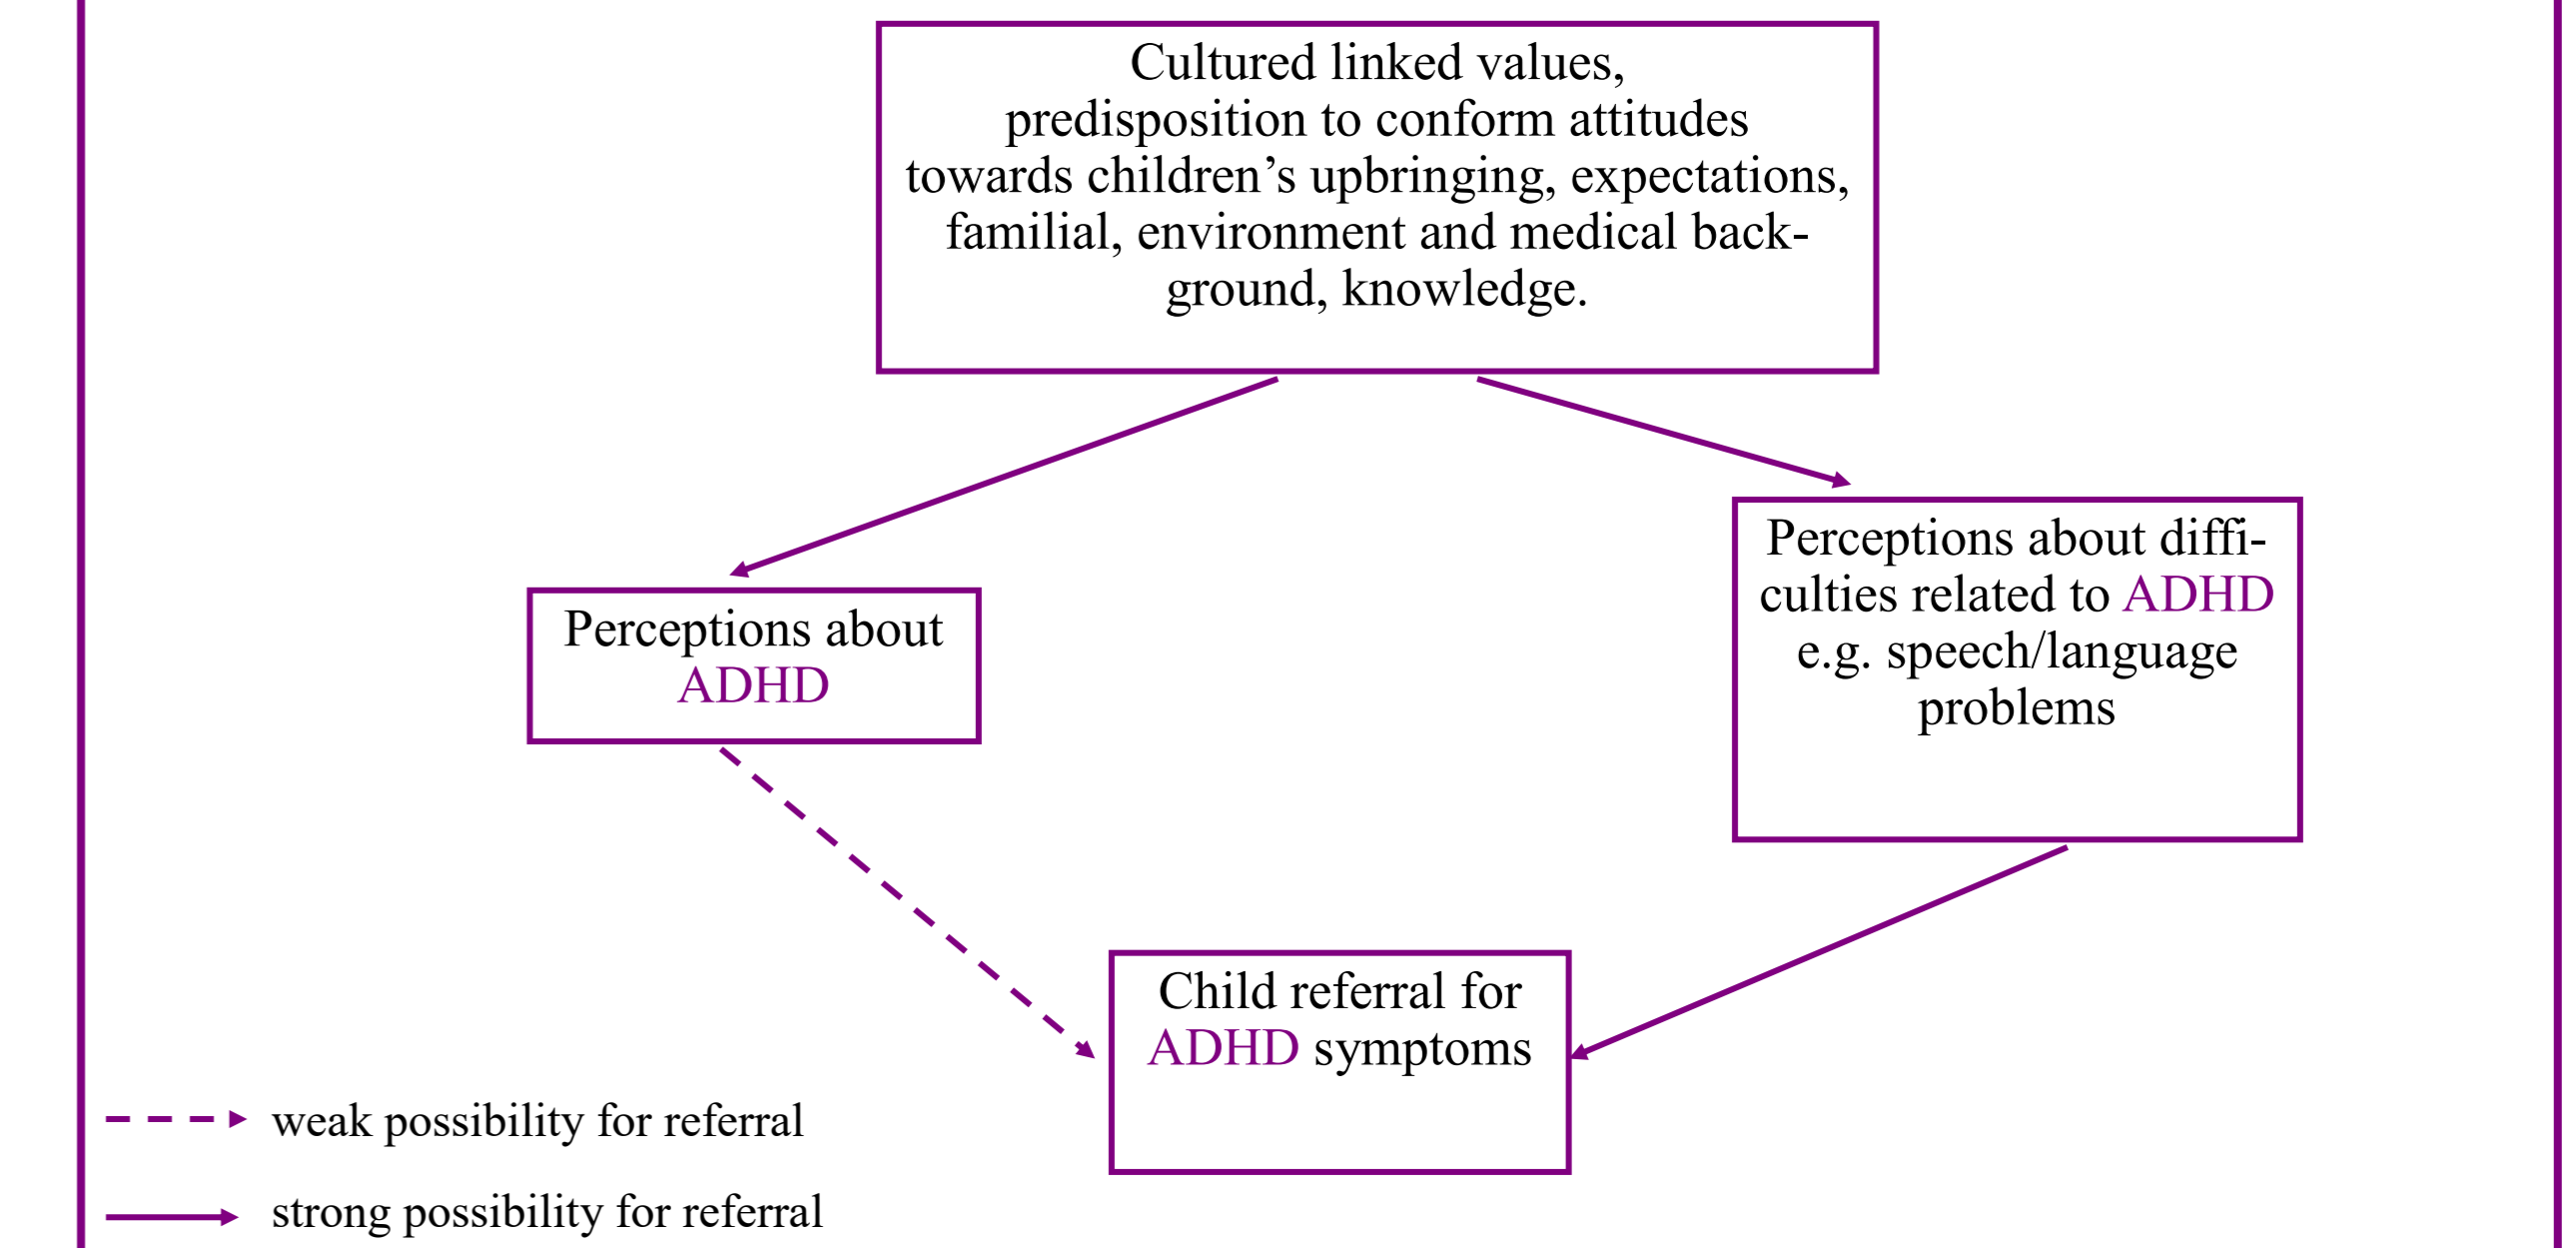 Cultured linked values,
predisposition to conform attitudes
towards children’s upbringing, expectations,
familial, environment and medical back-
ground, knowledge.
Perceptions about diffi-
culties related to ADHD
e.g. speech/language
problems
Perceptions about
ADHD
Child referral for
ADHD symptoms
weak possibility for referral
strong possibility for referral